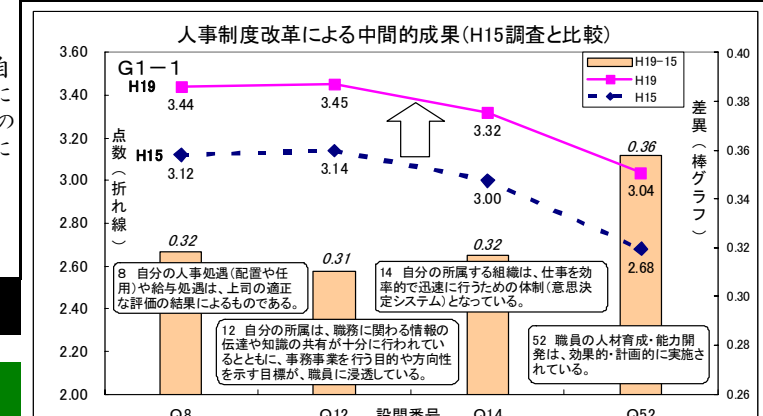 自
に
の
に
人事制度改革による中間的成果(H15調査と比較)
G1-1
H19-15
H19
H15
3.60
3.40
3.20
3.00
2.80
2.60
2.40
2.20
2.00
点数(折れ線)
0.40
0.38
0.36
0.34
0.32
0.30
0.28
0.26
差異(棒グラフ)
H19
3.44
3.45
3.32
3.04
H15
3.12
3.14
3.00
2.68
0.32
0.31
0.32
0.36
8 自分の人事処遇(配置や任
用)や給与処遇は、上司の適正
な評価の結果によるものである。
12 自分の所属は、職務に関わる情報の
伝達や知識の共有が十分に行われてい
るとともに、事務事業を行う目的や方向性
を示す目標が、職員に浸透している。
14 自分の所属する組織は、仕事を効
率的で迅速に行うための体制(意思決
定システム)となっている。
52 職員の人材育成・能力開
発は、効果的・計画的に実施さ
れている。
Q8
Q12
設問番号
Q14
Q52